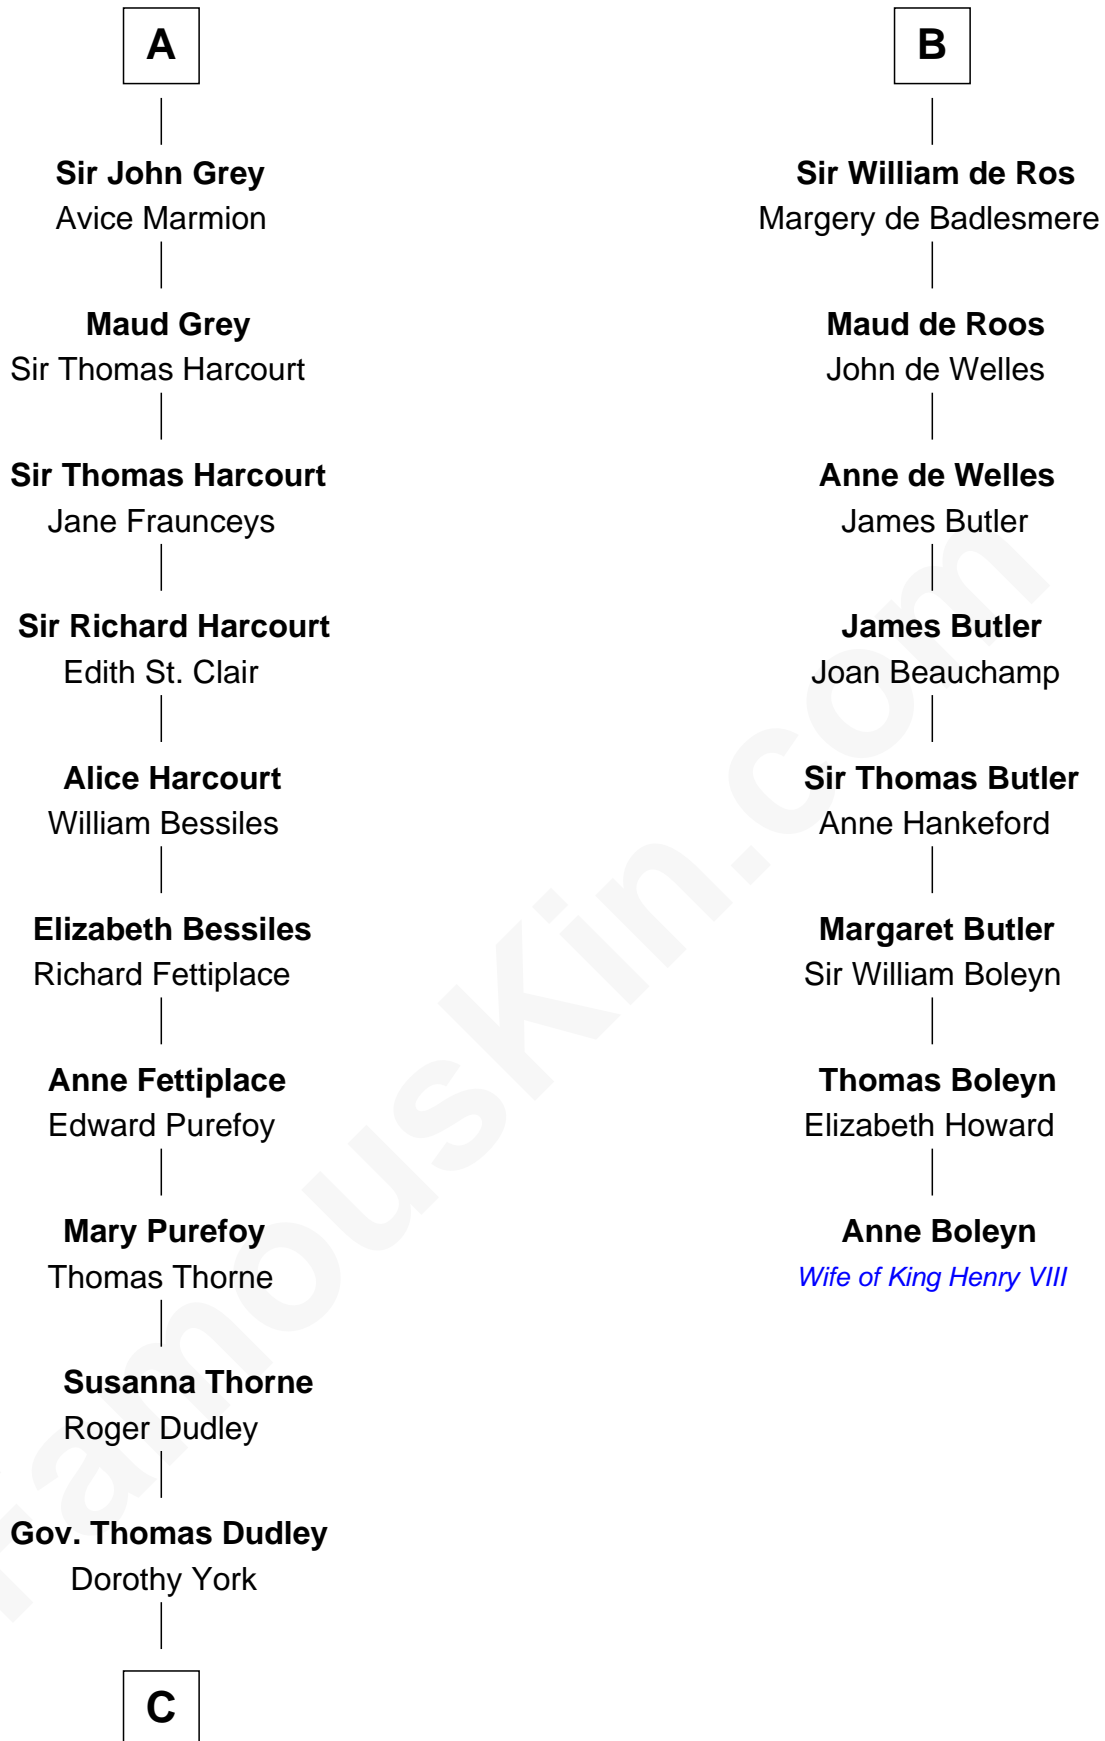 A
Sir John Grey
Avice Marmion
Maud Grey
Sir Thomas Harcourt
Sir Thomas Harcourt
Jane Fraunceys
Sir Richard Harcourt
Edith St. Clair
Alice Harcourt
William Bessiles
Elizabeth Bessiles
Richard Fettiplace
Anne Fettiplace
Edward Purefoy
Mary Purefoy
Thomas Thorne
Susanna Thorne
Roger Dudley
Gov. Thomas Dudley
Dorothy York
C
B
Sir William de Ros
Margery de Badlesmere
Maud de Roos
John de Welles
Anne de Welles
James Butler
James Butler
Joan Beauchamp
Sir Thomas Butler
Anne Hankeford
Margaret Butler
Sir William Boleyn
Thomas Boleyn
Elizabeth Howard
Anne Boleyn
Wife of King Henry VIII
FamousKin.com